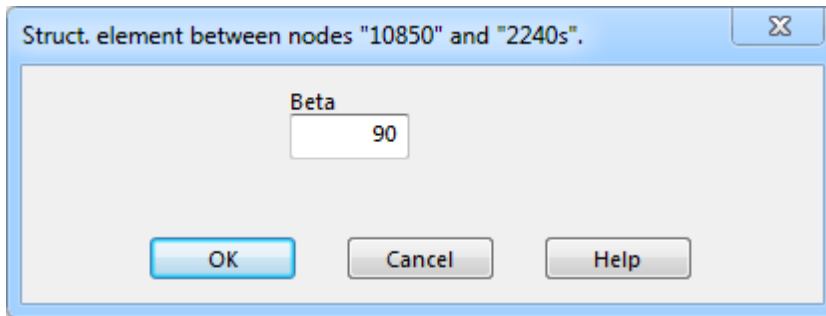 Struct. element between nodes "10850" and "2240s".
Beta
90
OK
Cancel
Help